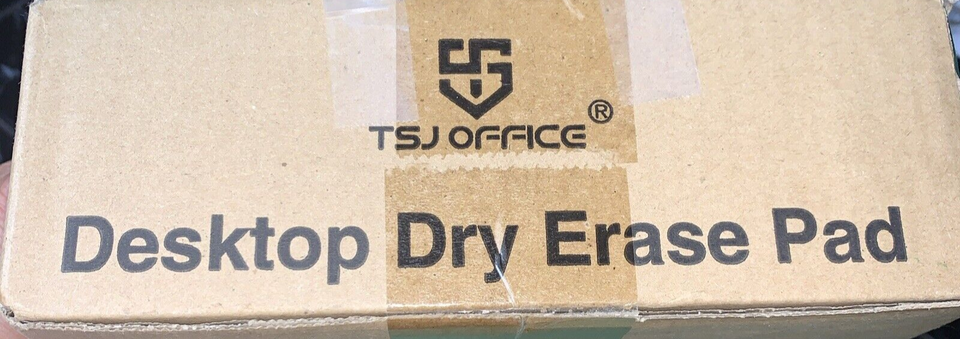 TSJ OFFICE®
Desktop Dry Erase Pad